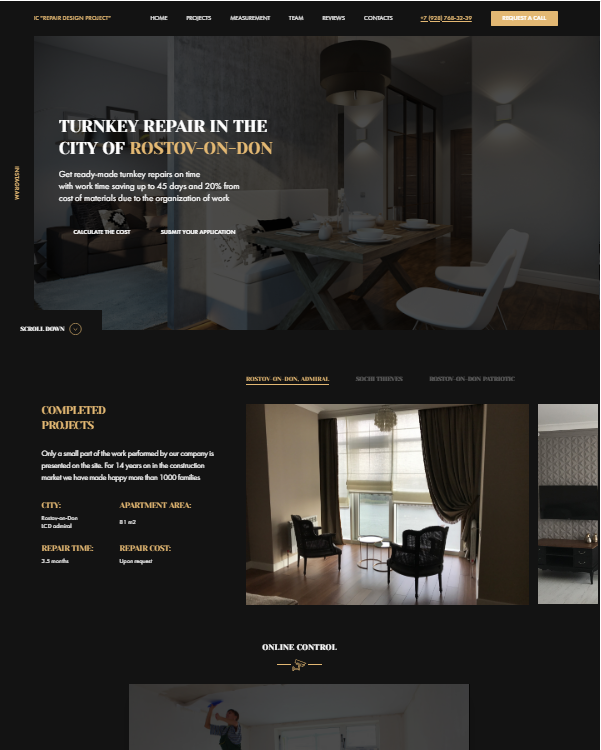 IC "REPAIR DESIGN PROJECT"
HOME
PROJECTS
MEASUREMENT
TEAM
REVIEWS
CONTACTS
+7 (928) 768-32-39
REQUEST A CALL
TURNKEY REPAIR IN THE
CITY OF ROSTOV-ON-DON
Get ready-made turnkey repairs on time
with work time saving up to 45 days and 20% from
cost of materials due to the organization of work
CALCULATE THE COST
SUBMIT YOUR APPLICATION
INSTAGRAM
SCROLL DOWN
ROSTOV-ON-DON, ADMIRAL
SOCHI THIEVES
ROSTOV-ON-DON PATRIOTIC
COMPLETED
PROJECTS
Only a small part of the work performed by our company is
presented on the site. For 14 years on in the construction
market we have made happy more than 1000 families
CITY:
Rostov-on-Don
LCD admiral
APARTMENT AREA:
81 m2
REPAIR TIME:
3.5 months
REPAIR COST:
Upon request
ONLINE CONTROL